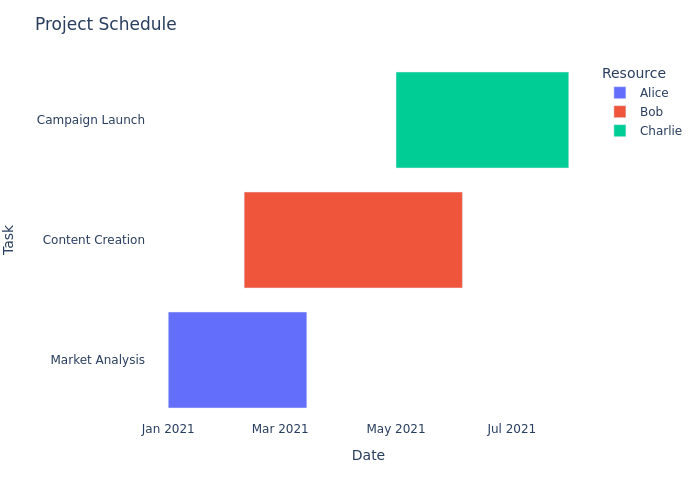 Project Schedule
Resource
Alice
Bob
Charlie
Campaign Launch
Content Creation
Market Analysis
Task
Jan 2021
Mar 2021
May 2021
Jul 2021
Date